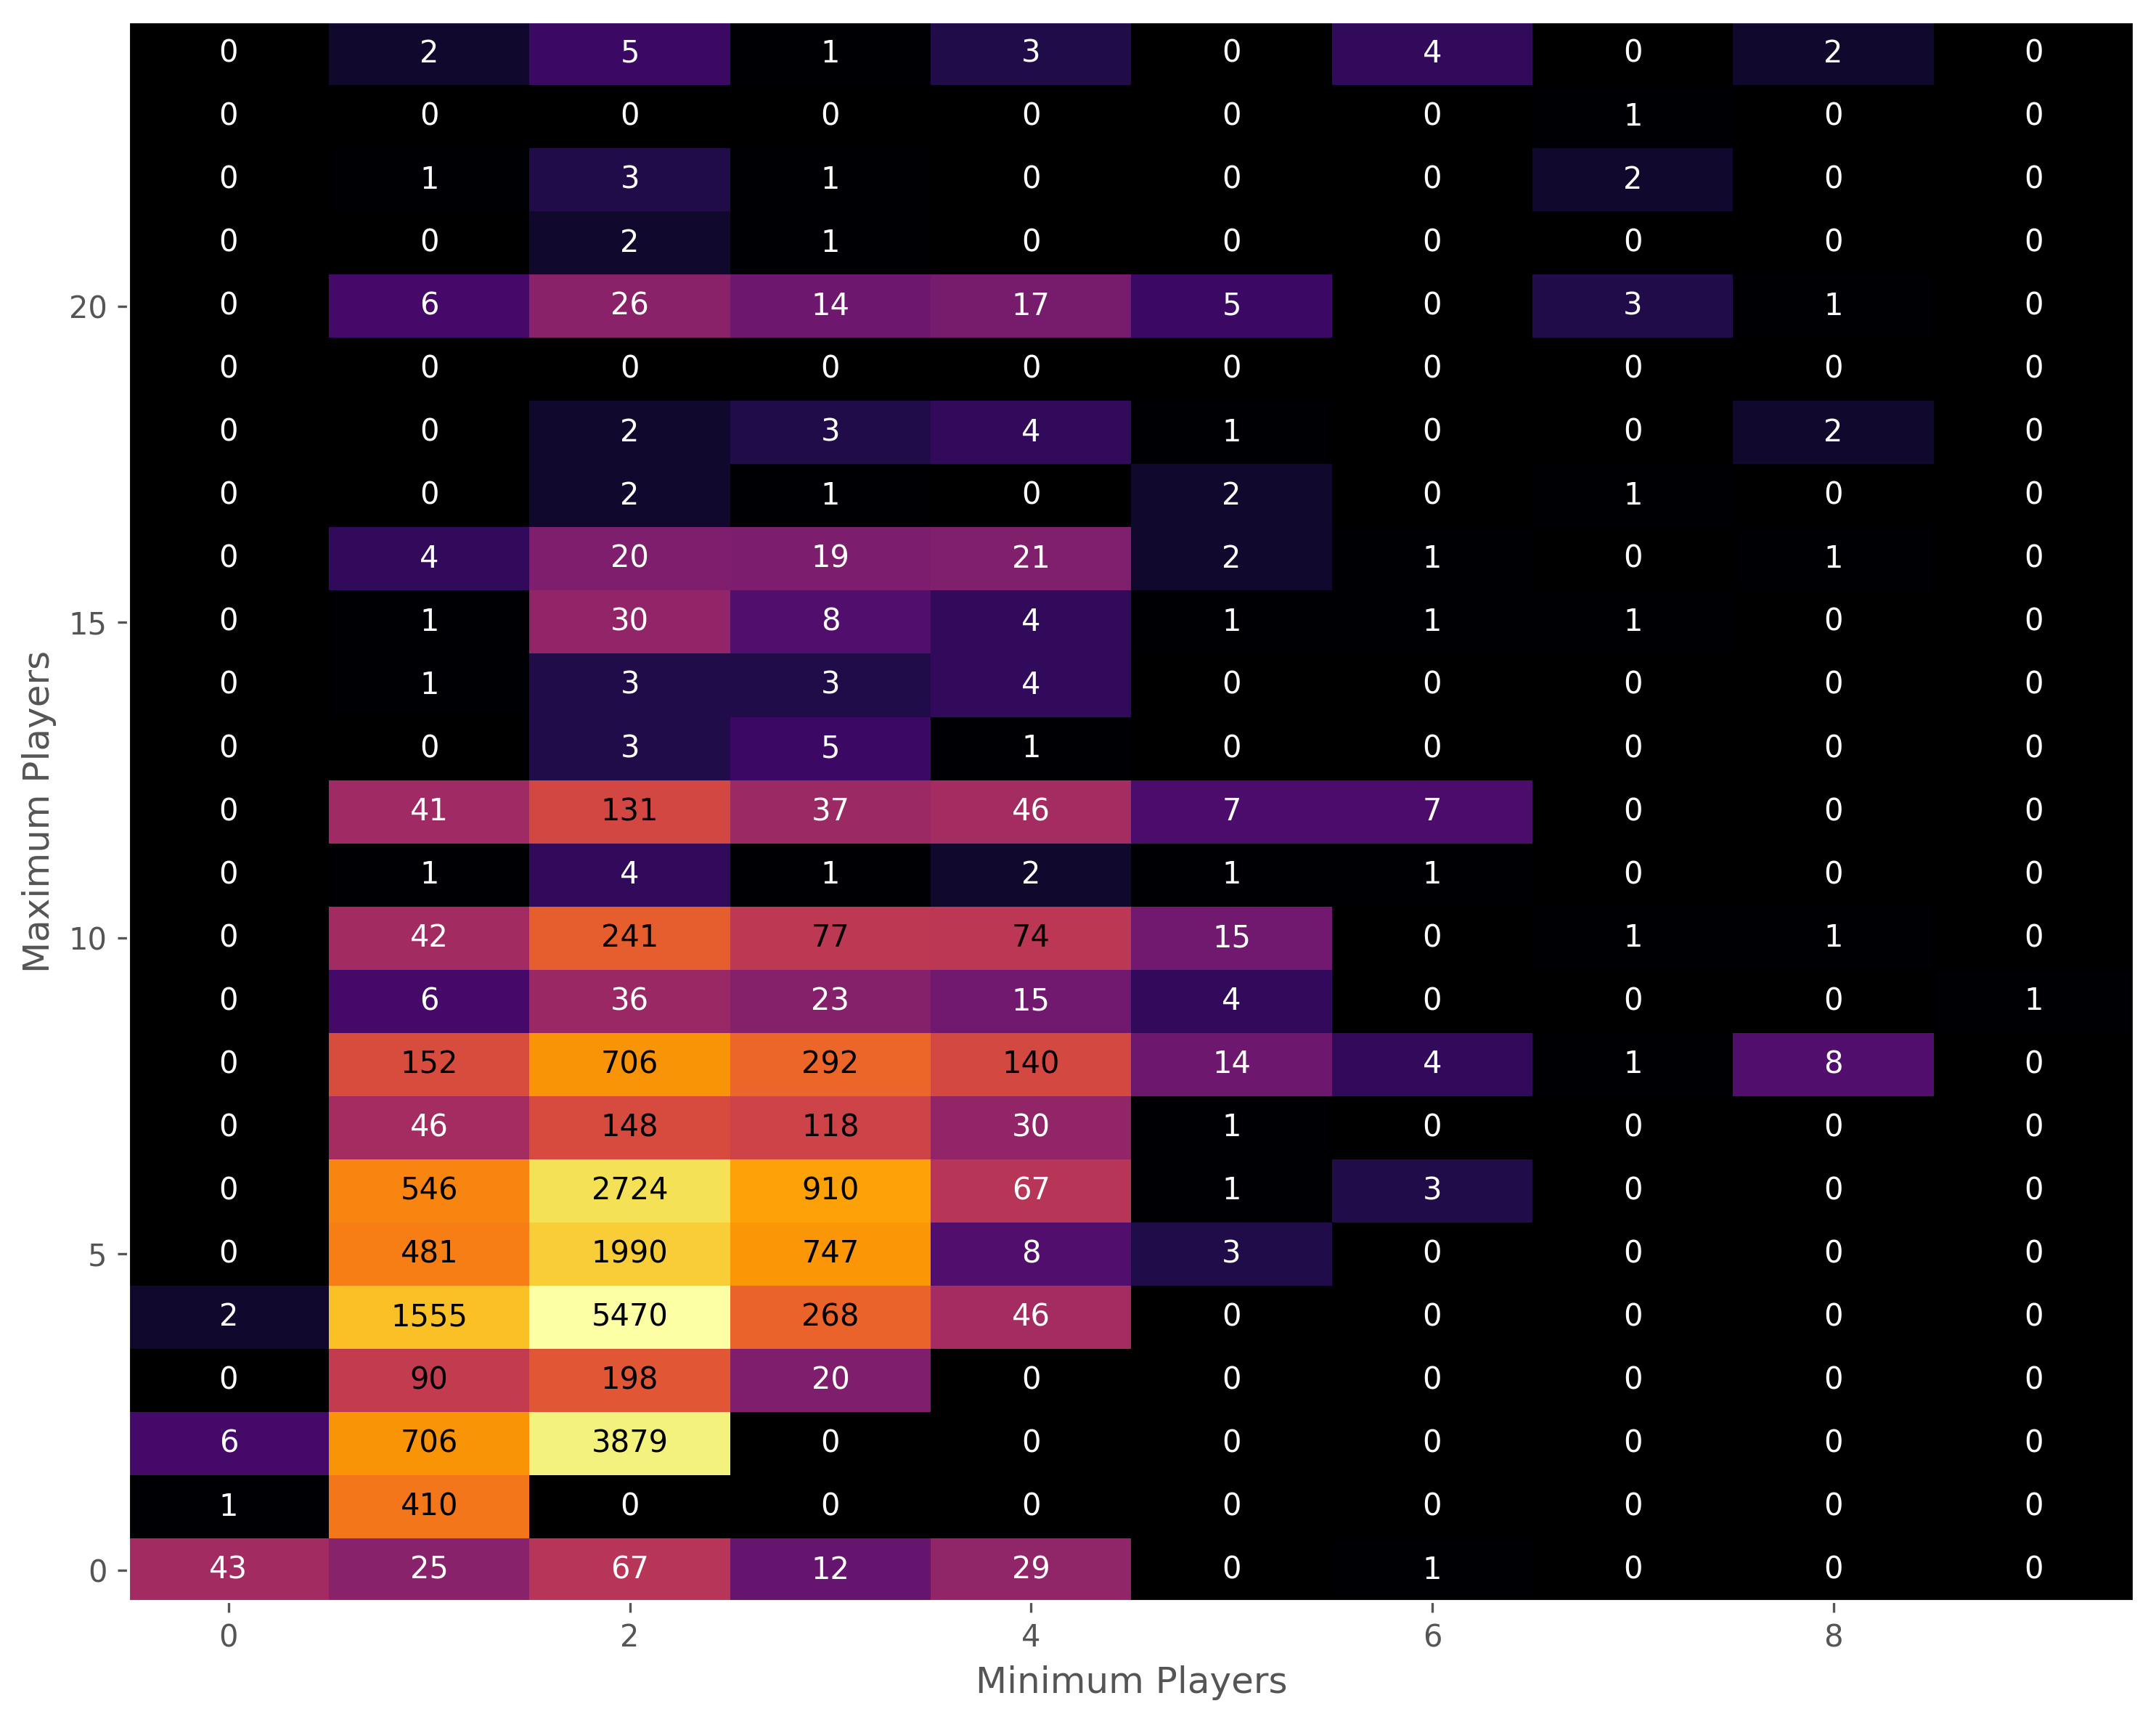 0 2 5 1 3 0 4 0 2 0
0 0 0 0 0 0 0 1 0 0
0 1 3 1 0 0 0 2 0 0
0 0 2 1 0 0 0 0 0 0
20 0 6 26 14 17 5 0 3 1 0
0 0 0 0 0 0 0 0 0 0
0 0 2 3 4 1 0 0 2 0
0 0 2 1 0 2 0 1 0 0
0 4 20 19 21 2 1 0 1 0
15 0 1 30 8 4 1 1 1 0 0
0 1 3 3 4 0 0 0 0 0
0 0 3 5 1 0 0 0 0 0
0 41 131 37 46 7 7 0 0 0
0 1 4 1 2 1 1 0 0 0
10 0 42 241 77 74 15 0 1 1 0
0 6 36 23 15 4 0 0 0 1
0 152 706 292 140 14 4 1 8 0
0 46 148 118 30 1 0 0 0 0
0 546 2724 910 67 1 3 0 0 0
5 0 481 1990 747 8 3 0 0 0 0
2 1555 5470 268 46 0 0 0 0 0
0 90 198 20 0 0 0 0 0 0
6 706 3879 0 0 0 0 0 0 0
1 410 0 0 0 0 0 0 0 0
0 43 25 67 12 29 0 1 0 0 0
0 2 4 6 8
Minimum Players
Maximum Players